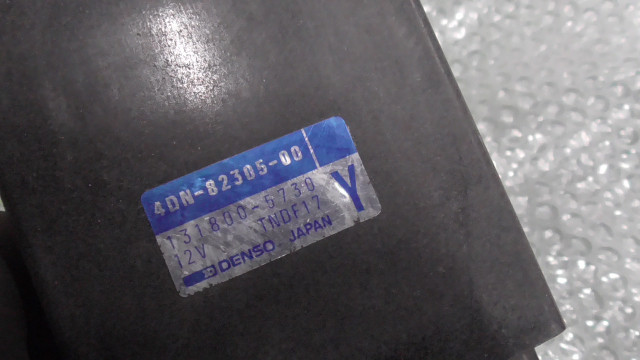 4DN-82305-00
131800-5730 Y
12V TNDF17
DENSO JAPAN